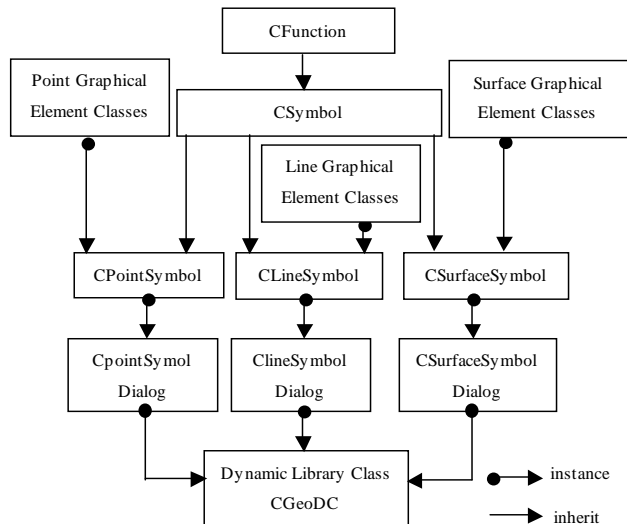 CFunction
Point Graphical
Element Classes
CSymbol
Surface Graphical
Element Classes
Line Graphical
Element Classes
CPointSymbol
CLineSymbol
CSurfaceSymbol
CpointSymol
Dialog
ClineSymbol
Dialog
CSurfaceSymbol
Dialog
Dynamic Library Class
CGeoDC
instance
inherit